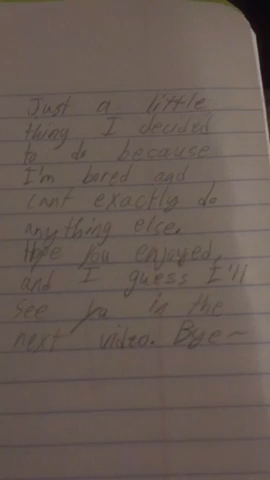 Just a little
thing I decided
to do because
I'm bored and
cant exactly do
anything else.
Hope you enjoyed,
and I guess I'll
see ya in the
next video. Bye~